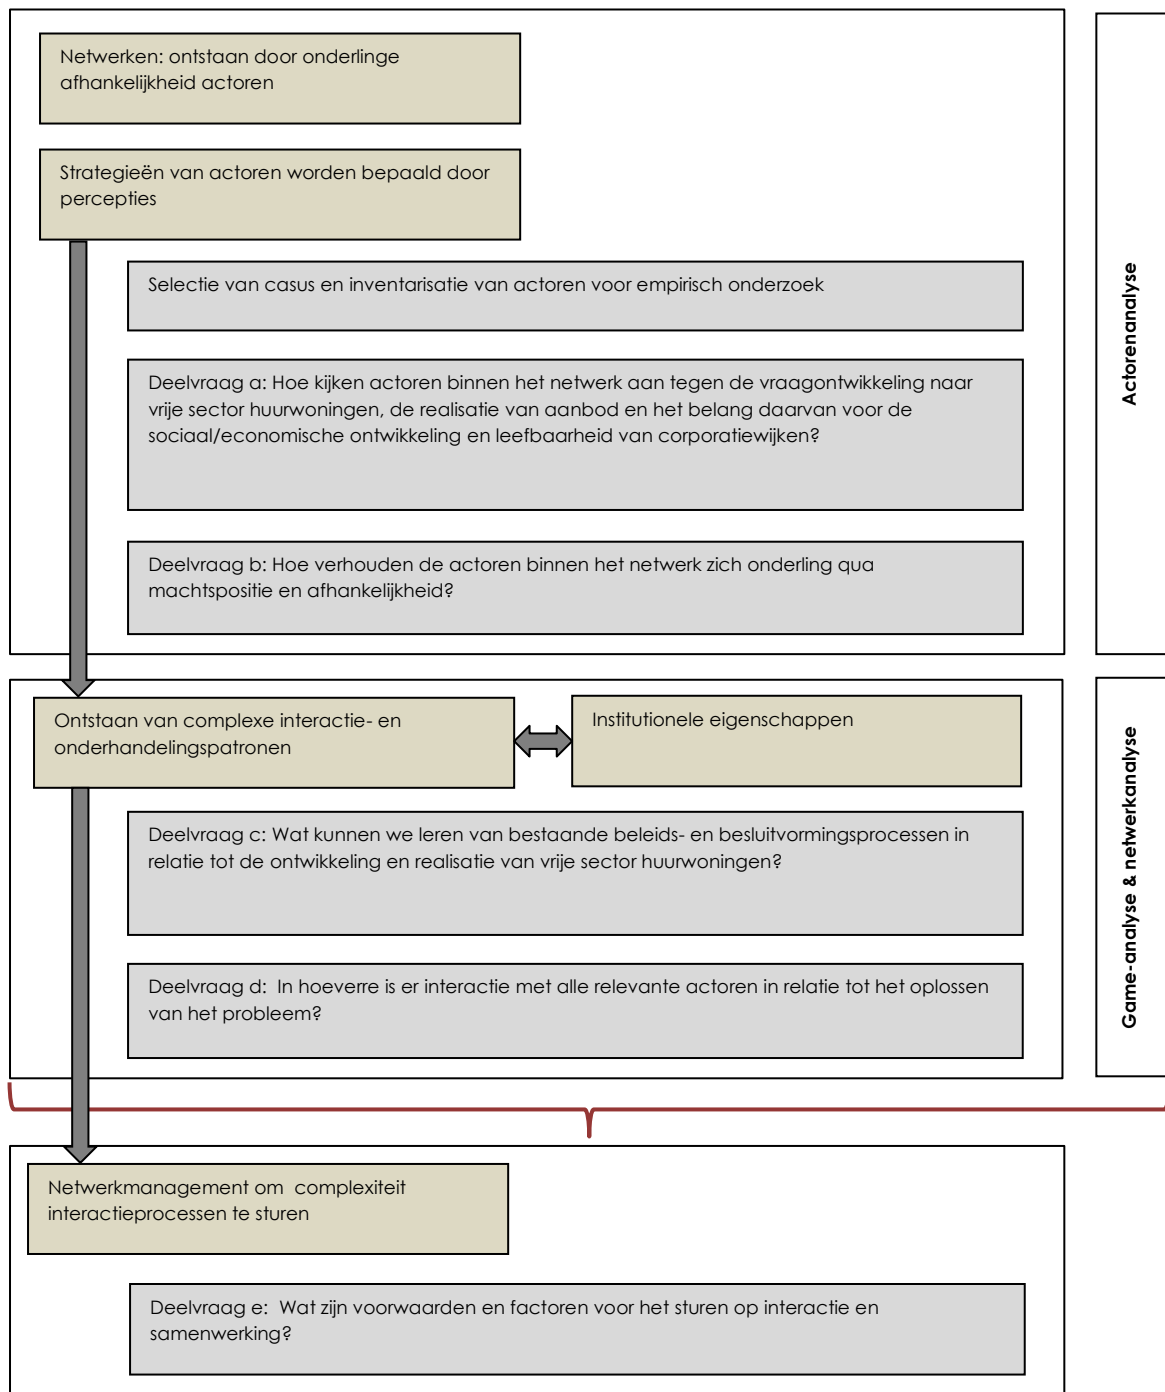 Netwerken: ontstaan door onderlinge
afhankelijkheid actoren
Strategieën van actoren worden bepaald door
percepties
Selectie van casus en inventarisatie van actoren voor empirisch onderzoek
Deelvraag a: Hoe kijken actoren binnen het netwerk aan tegen de vraagontwikkeling naar
vrije sector huurwoningen, de realisatie van aanbod en het belang daarvan voor de
sociaal/economische ontwikkeling en leefbaarheid van corporatiewijken?
Deelvraag b: Hoe verhouden de actoren binnen het netwerk zich onderling qua
machtspositie en afhankelijkheid?
Actorenanalyse
Ontstaan van complexe interactie- en
onderhandelingspatronen
Institutionele eigenschappen
Deelvraag c: Wat kunnen we leren van bestaande beleids- en besluitvormingsprocessen in
relatie tot de ontwikkeling en realisatie van vrije sector huurwoningen?
Deelvraag d:  In hoeverre is er interactie met alle relevante actoren in relatie tot het oplossen
van het probleem?
Game-analyse & netwerkanalyse
Netwerkmanagement om  complexiteit
interactieprocessen te sturen
Deelvraag e:  Wat zijn voorwaarden en factoren voor het sturen op interactie en
samenwerking?